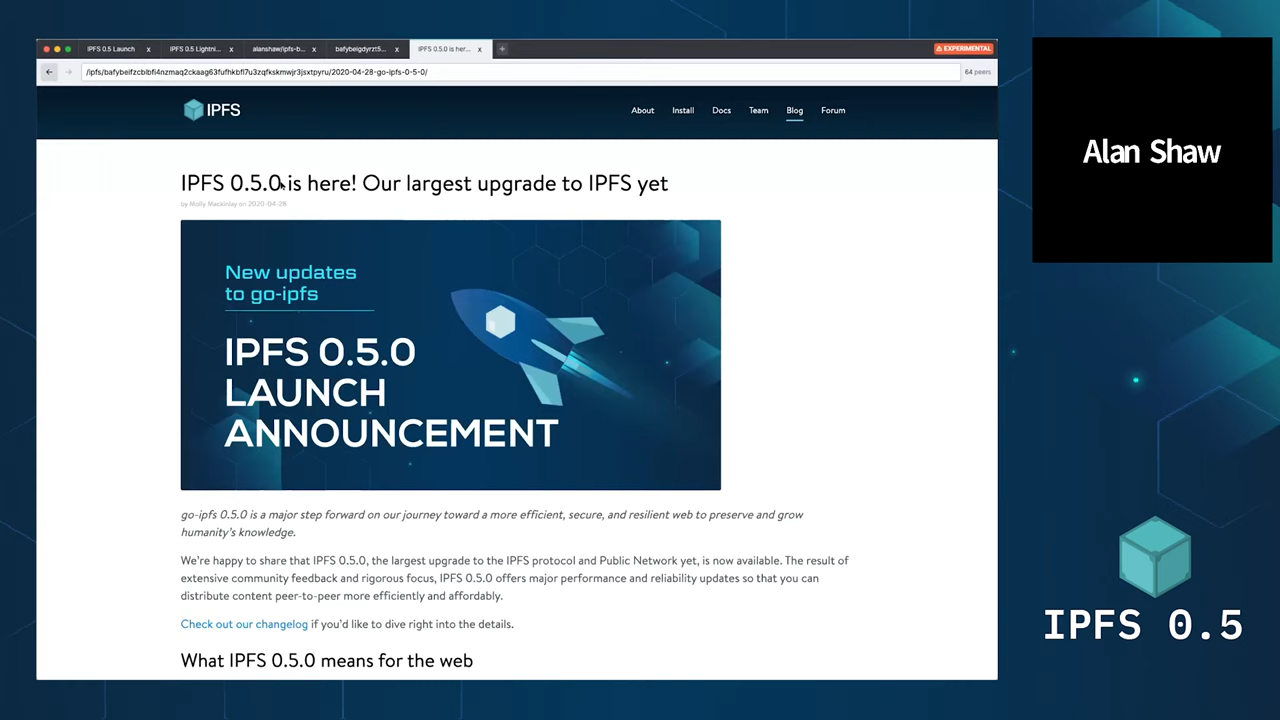 IPFS 0.5 Launch x
IPFS 0.5 Lightni... x
alanshaw/ipfs-b... x
bafybeigdyrzt5... x
IPFS 0.5.0 is her... x
+
EXPERIMENTAL
64 peers
IPFS
About Install Docs Team Blog Forum
IPFS 0.5.0 is here! Our largest upgrade to IPFS yet
by Molly Mackinlay on 2020-04-28
New updates
to go-ipfs
IPFS 0.5.0
LAUNCH
ANNOUNCEMENT
go-ipfs 0.5.0 is a major step forward on our journey toward a more efficient, secure, and resilient web to preserve and grow
humanity's knowledge.
We're happy to share that IPFS 0.5.0, the largest upgrade to the IPFS protocol and Public Network yet, is now available. The result of
extensive community feedback and rigorous focus, IPFS 0.5.0 offers major performance and reliability updates so that you can
distribute content peer-to-peer more efficiently and affordably.
Check out our changelog if you'd like to dive right into the details.
What IPFS 0.5.0 means for the web
Alan Shaw
IPFS 0.5